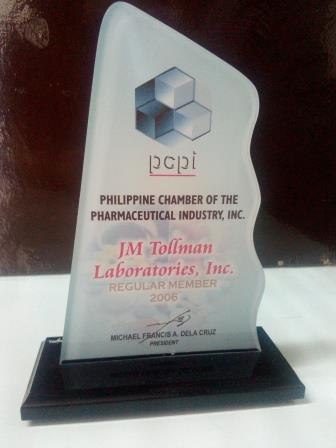 pcpi
PHILIPPINE CHAMBER OF THE
PHARMACEUTICAL INDUSTRY, INC.
JM Tollman
Laboratories, Inc.
REGULAR MEMBER
2006
MICHAEL FRANCIS A. DELA CRUZ
PRESIDENT